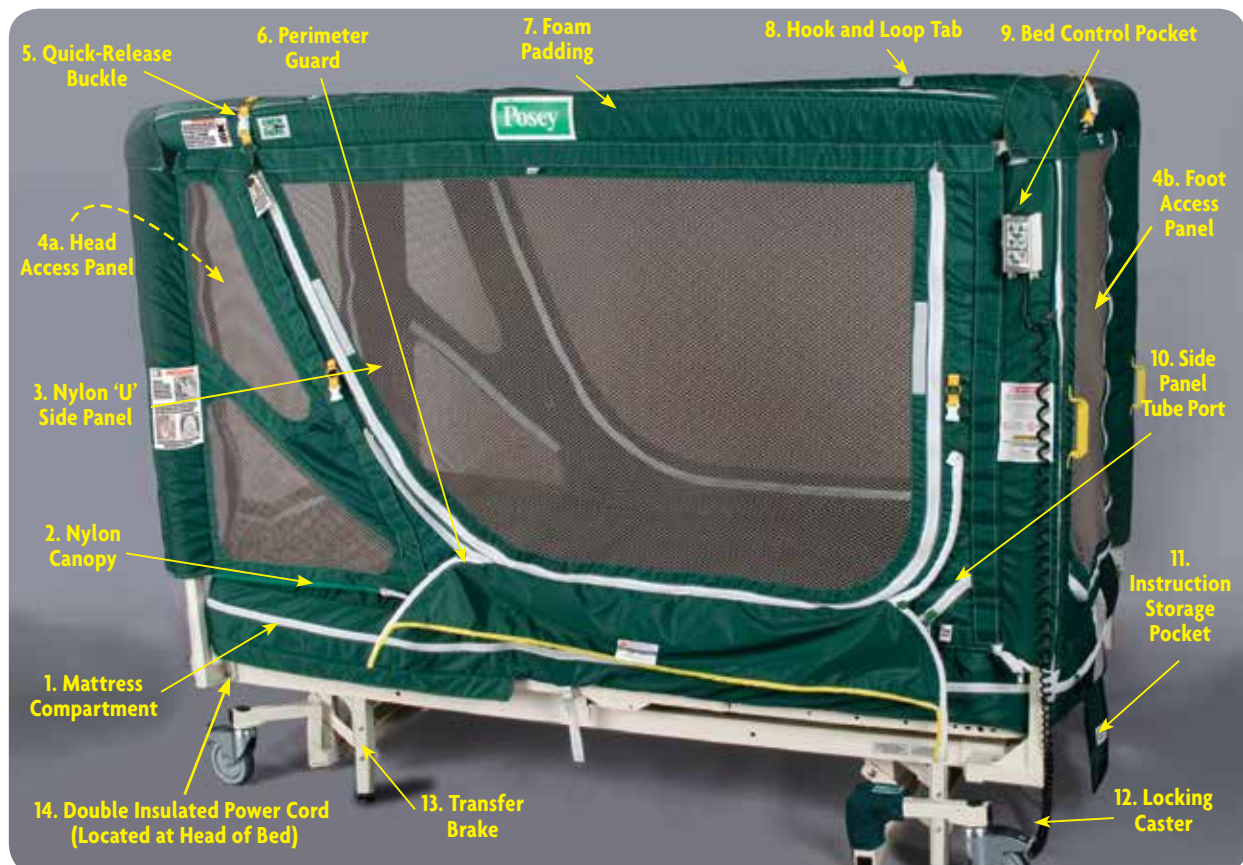 5. Quick-Release
Buckle
6. Perimeter
Guard
7. Foam
Padding
8. Hook and Loop Tab
9. Bed Control Pocket
Posey
4a. Head
Access Panel
4b. Foot
Access
Panel
3. Nylon ‘U’
Side Panel
10. Side
Panel
Tube Port
2. Nylon
Canopy
11.
Instruction
Storage
Pocket
1. Mattress
Compartment
14. Double Insulated Power Cord
(Located at Head of Bed)
13. Transfer
Brake
12. Locking
Caster